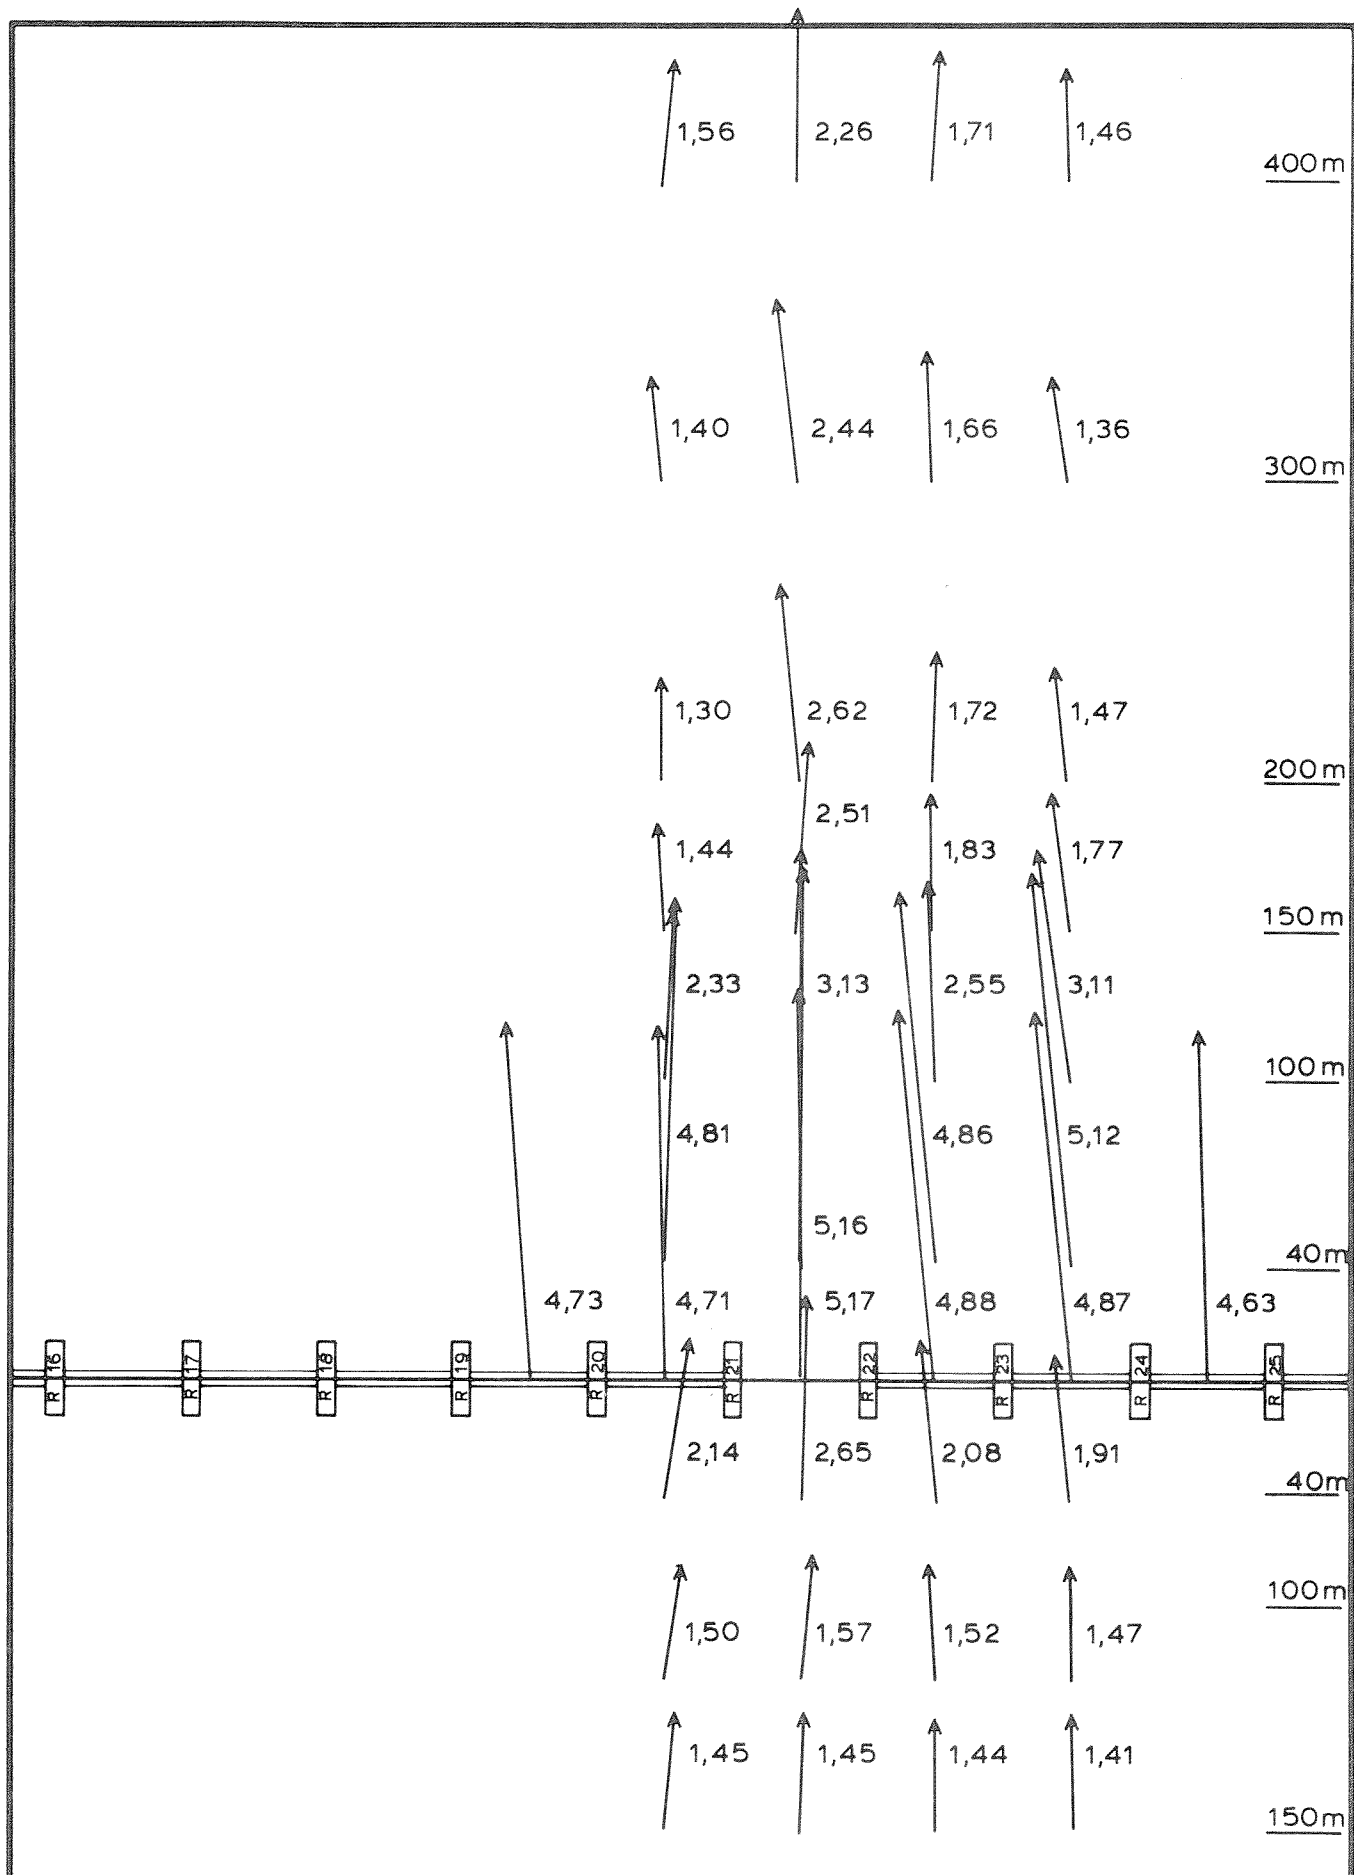 1,56 2,26 1,71 1,46
400 m
1,40 2,44 1,66 1,36
300 m
1,30 2,62 1,72 1,47
200 m
2,51
1,44 1,83 1,77
150 m
2,33 3,13 2,55 3,11
100 m
4,81 4,86 5,12
5,16
40 m
4,73 4,71 5,17 4,88 4,87 4,63
R 16 R 17 R 18 R 19 R 20 R 21 R 22 R 23 R 24 R 25
2,14 2,65 2,08 1,91
40 m
100 m
1,50 1,57 1,52 1,47
1,45 1,45 1,44 1,41
150 m